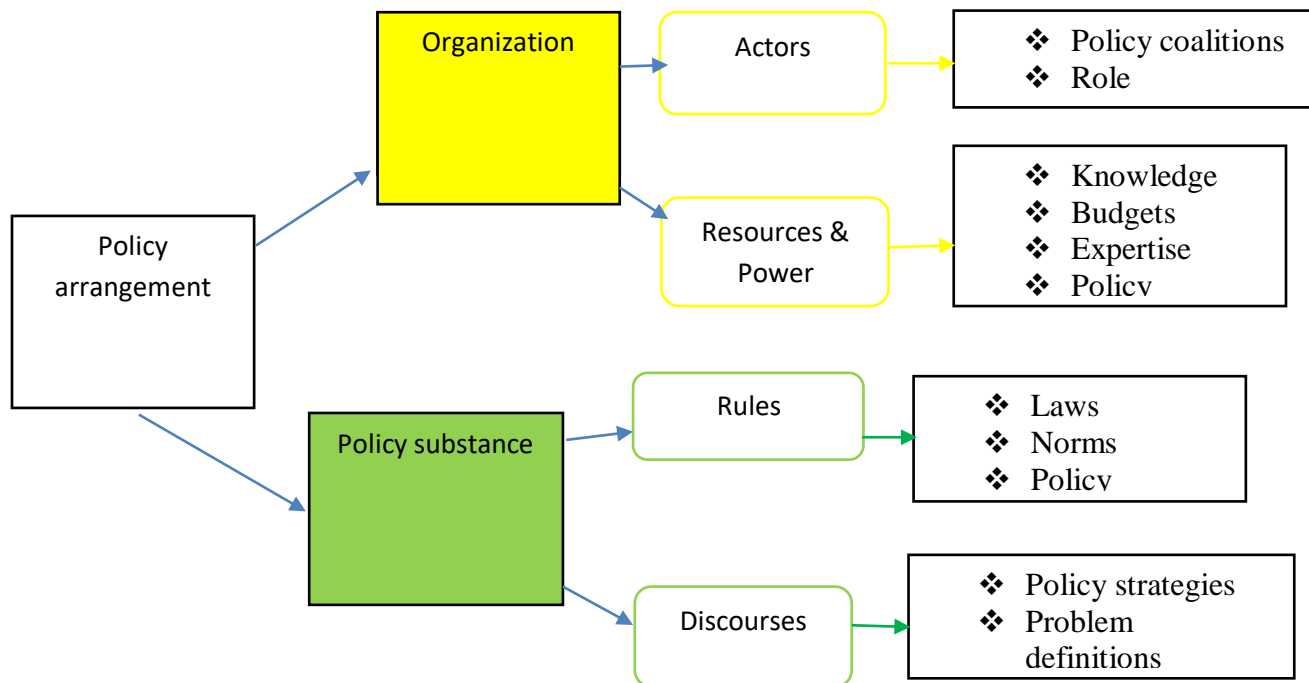 Policy
arrangement
Organization
Actors
❖ Policy coalitions
❖ Role
Resources &
Power
❖ Knowledge
❖ Budgets
❖ Expertise
❖ Policy
Policy substance
Rules
❖ Laws
❖ Norms
❖ Policy
Discourses
❖ Policy strategies
❖ Problem
definitions